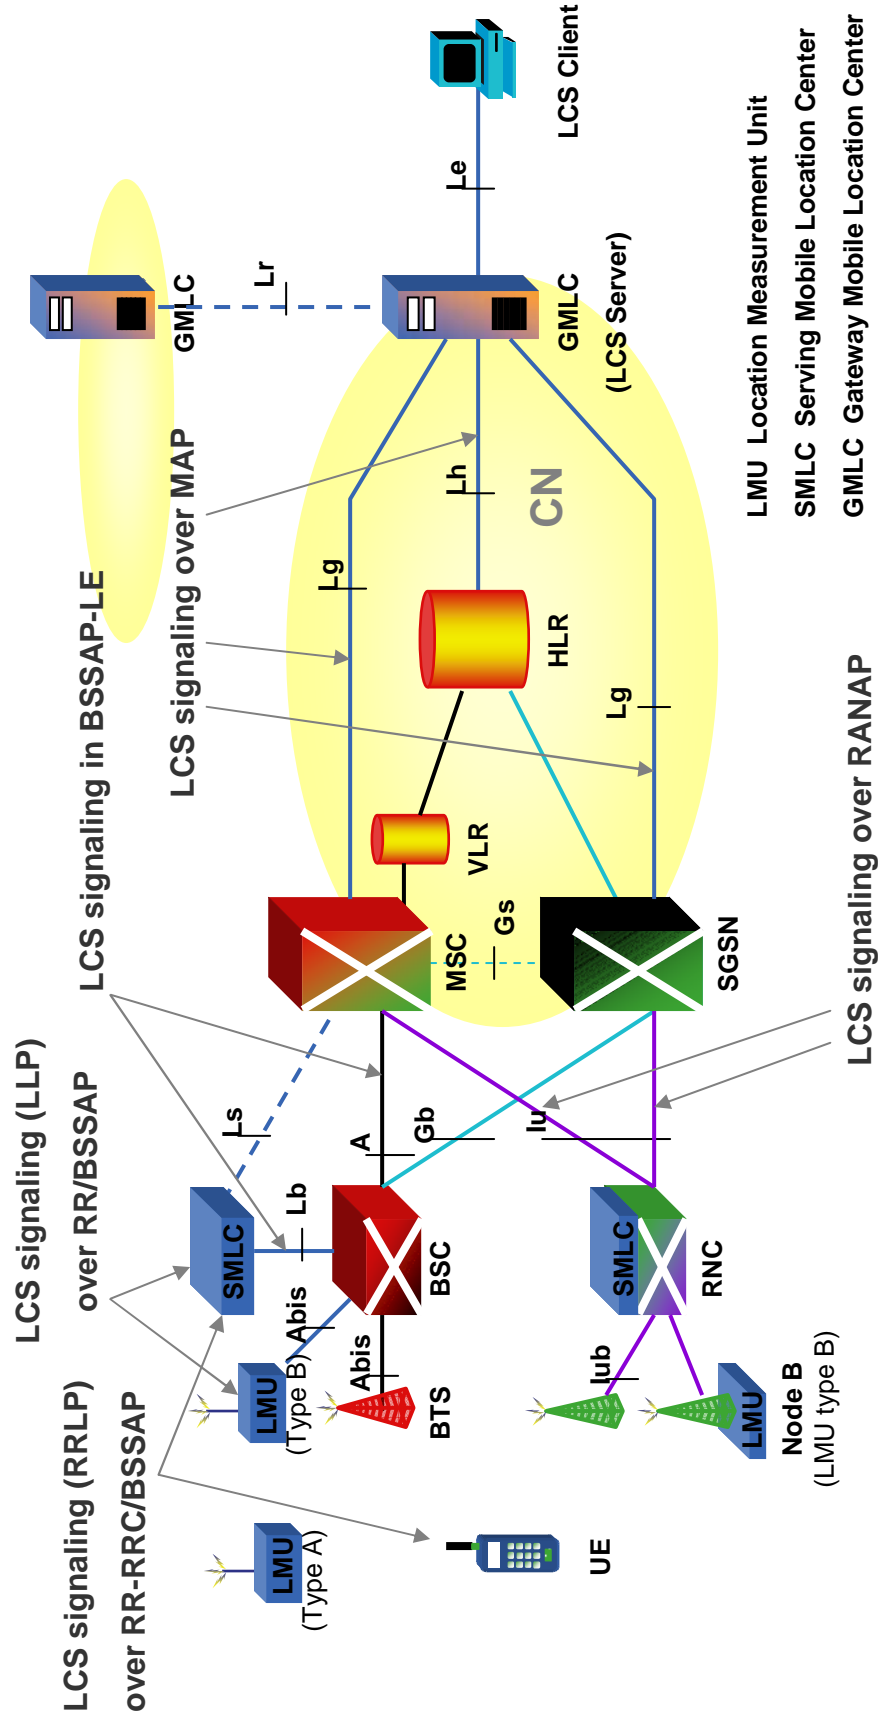 LCS signaling (RRLP)
over RR-RRC/BSSAP
LCS signaling (LLP)
over RR/BSSAP
LCS signaling in BSSAP-LE
LCS signaling over MAP
GMLC
Lr
LMU
(Type A)
LMU
(Type B)
SMLC
Ls
Lb
Abis
Abis
BTS
BSC
A
Gb
Iu
MSC
Gs
VLR
HLR
Lg
Lh
Lg
CN
GMLC
(LCS Server)
Le
LCS Client
UE
Iub
LMU
Node B
(LMU type B)
SMLC
RNC
SGSN
LCS signaling over RANAP
LMU Location Measurement Unit
SMLC Serving Mobile Location Center
GMLC Gateway Mobile Location Center